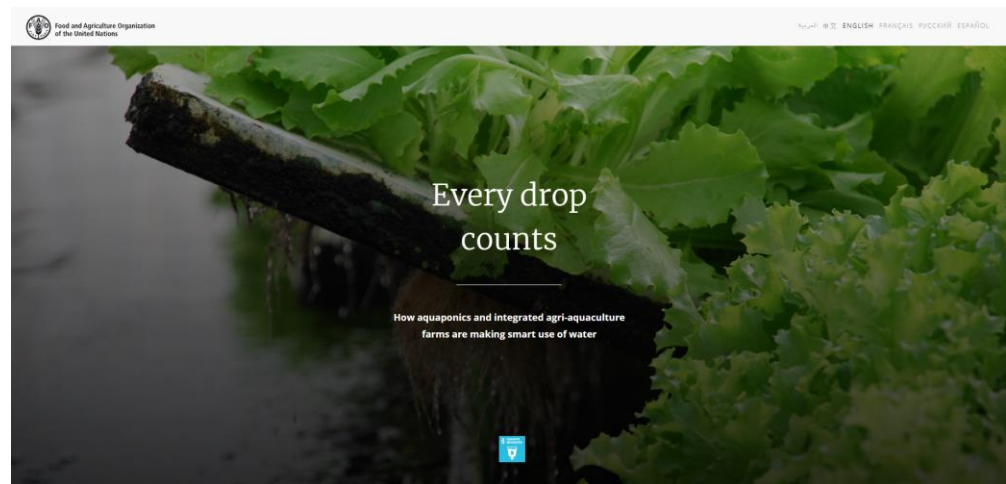 Food and Agriculture Organization
of the United Nations
العربية 中文 ENGLISH FRANÇAIS РУССКИЙ ESPAÑOL
Every drop
counts
How aquaponics and integrated agri-aquaculture
farms are making smart use of water